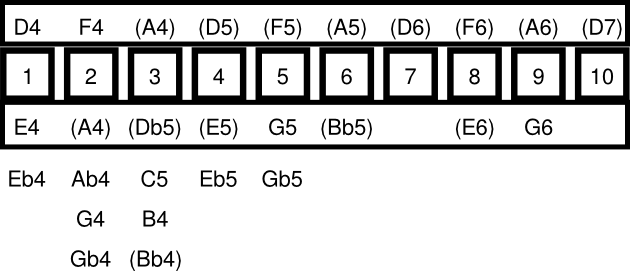 D4 F4 (A4) (D5) (F5) (A5) (D6) (F6) (A6) (D7)
1 2 3 4 5 6 7 8 9 10
E4 (A4) (Db5) (E5) G5 (Bb5) (E6) G6
Eb4 Ab4 C5 Eb5 Gb5
G4 B4
Gb4 (Bb4)